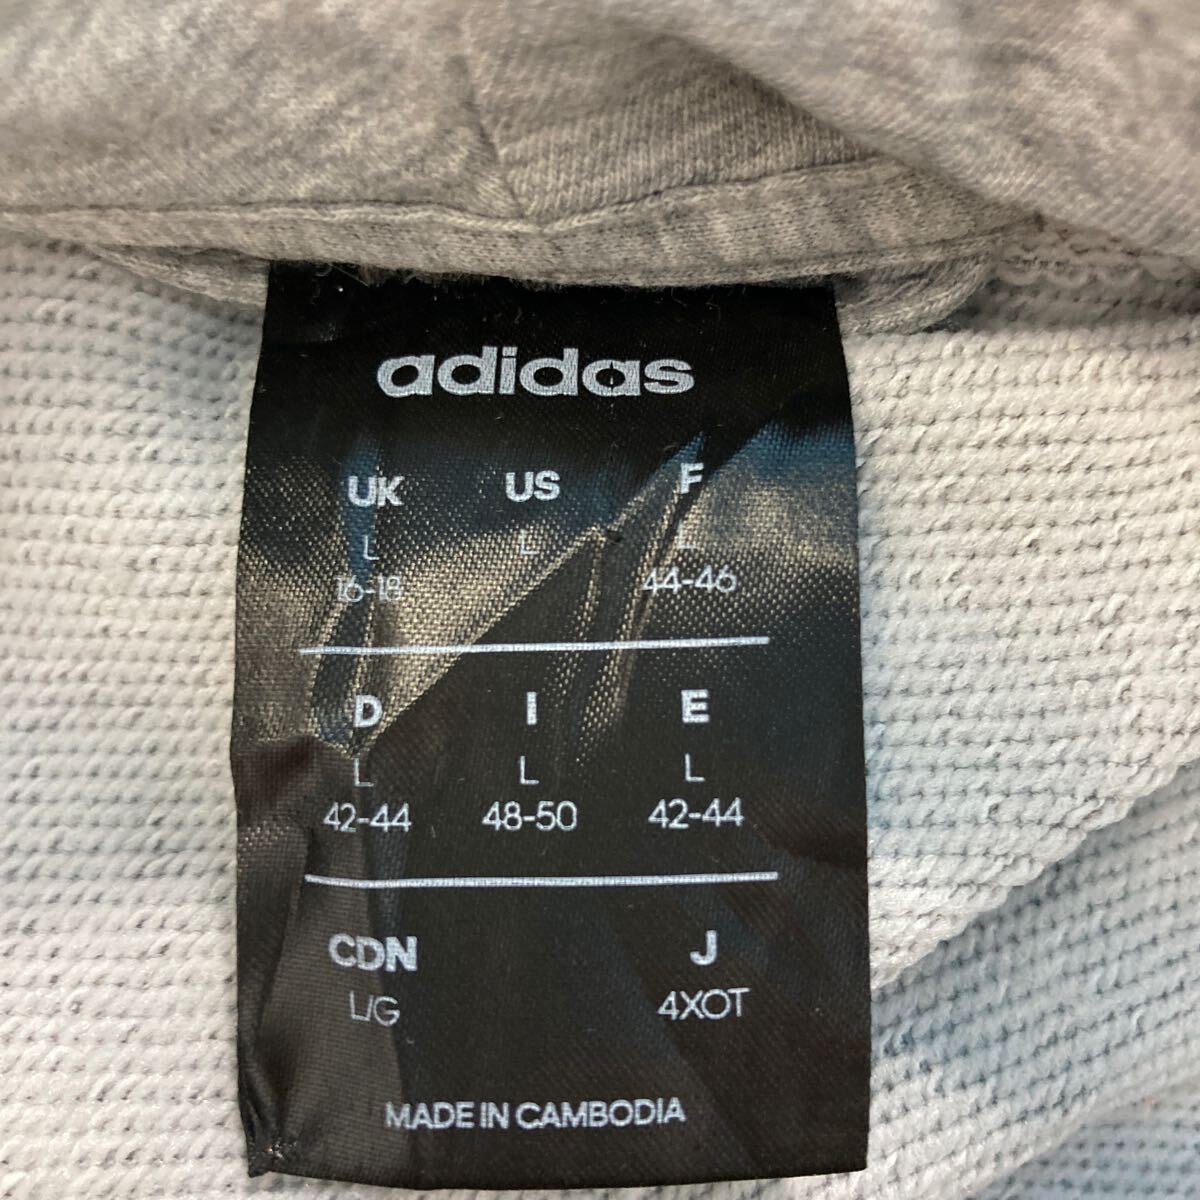 adidas
UK US F
L L L
16-18 44-46
D I E
L L L
42-44 48-50 42-44
CDN J
L/G 4XOT
MADE IN CAMBODIA